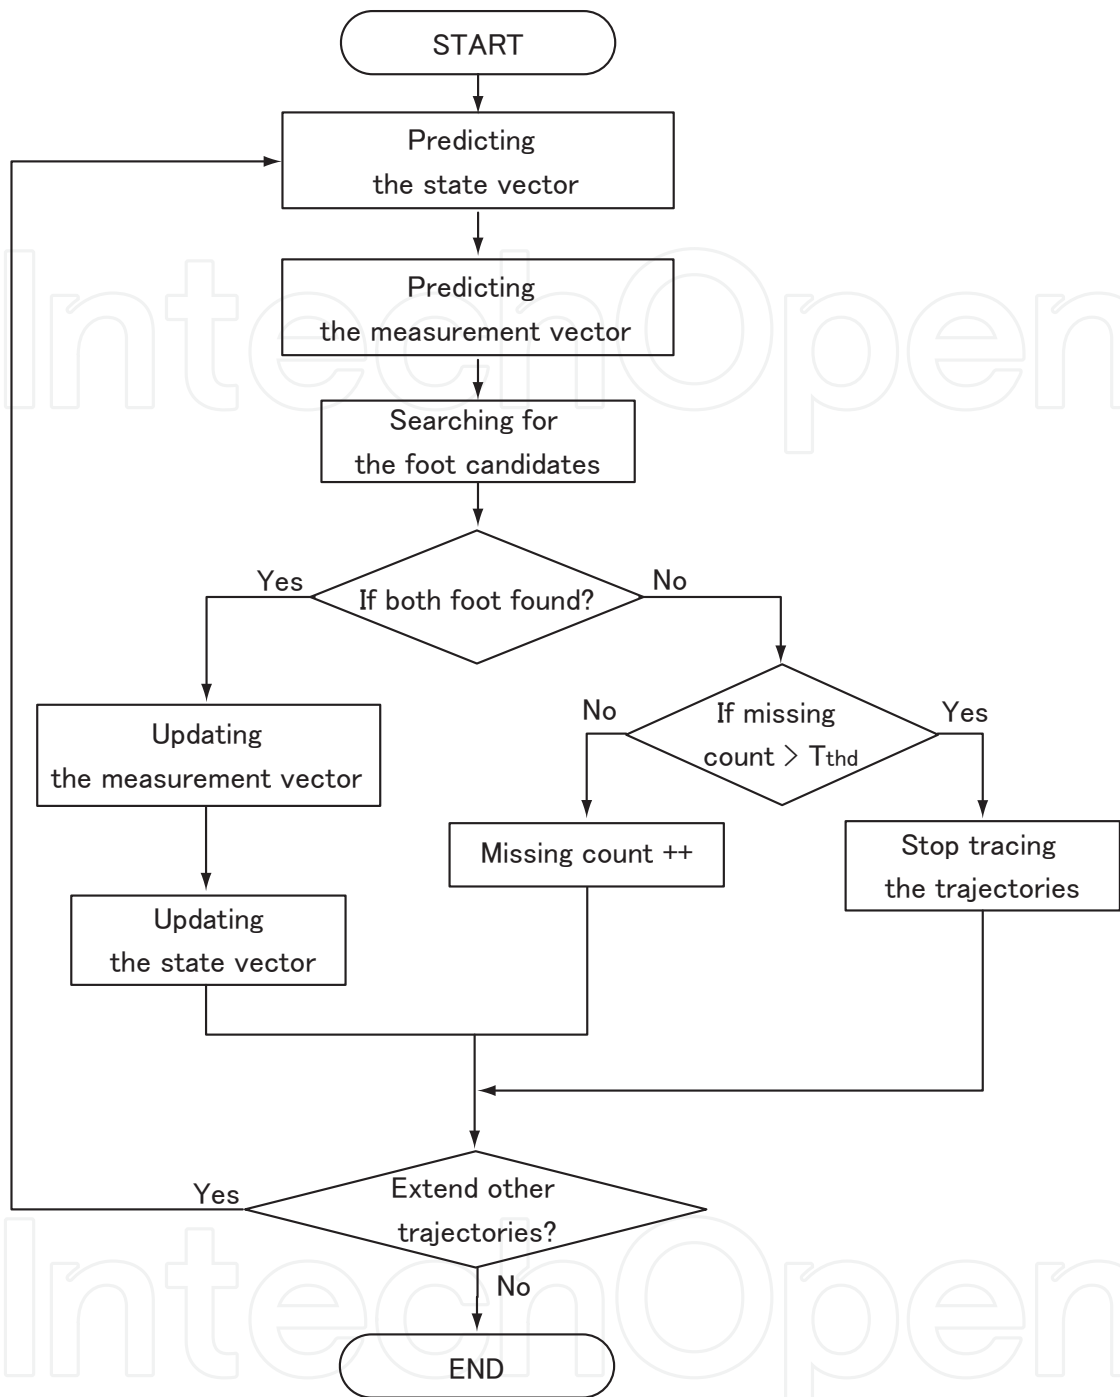 START
Predicting
the state vector
Predicting
the measurement vector
Searching for
the foot candidates
Yes
If both foot found?
No
No
If missing
count > Tthd
Yes
Updating
the measurement vector
Missing count ++
Stop tracing
the trajectories
Updating
the state vector
Yes
Extend other
trajectories?
No
END
IntechOpen
IntechOpen